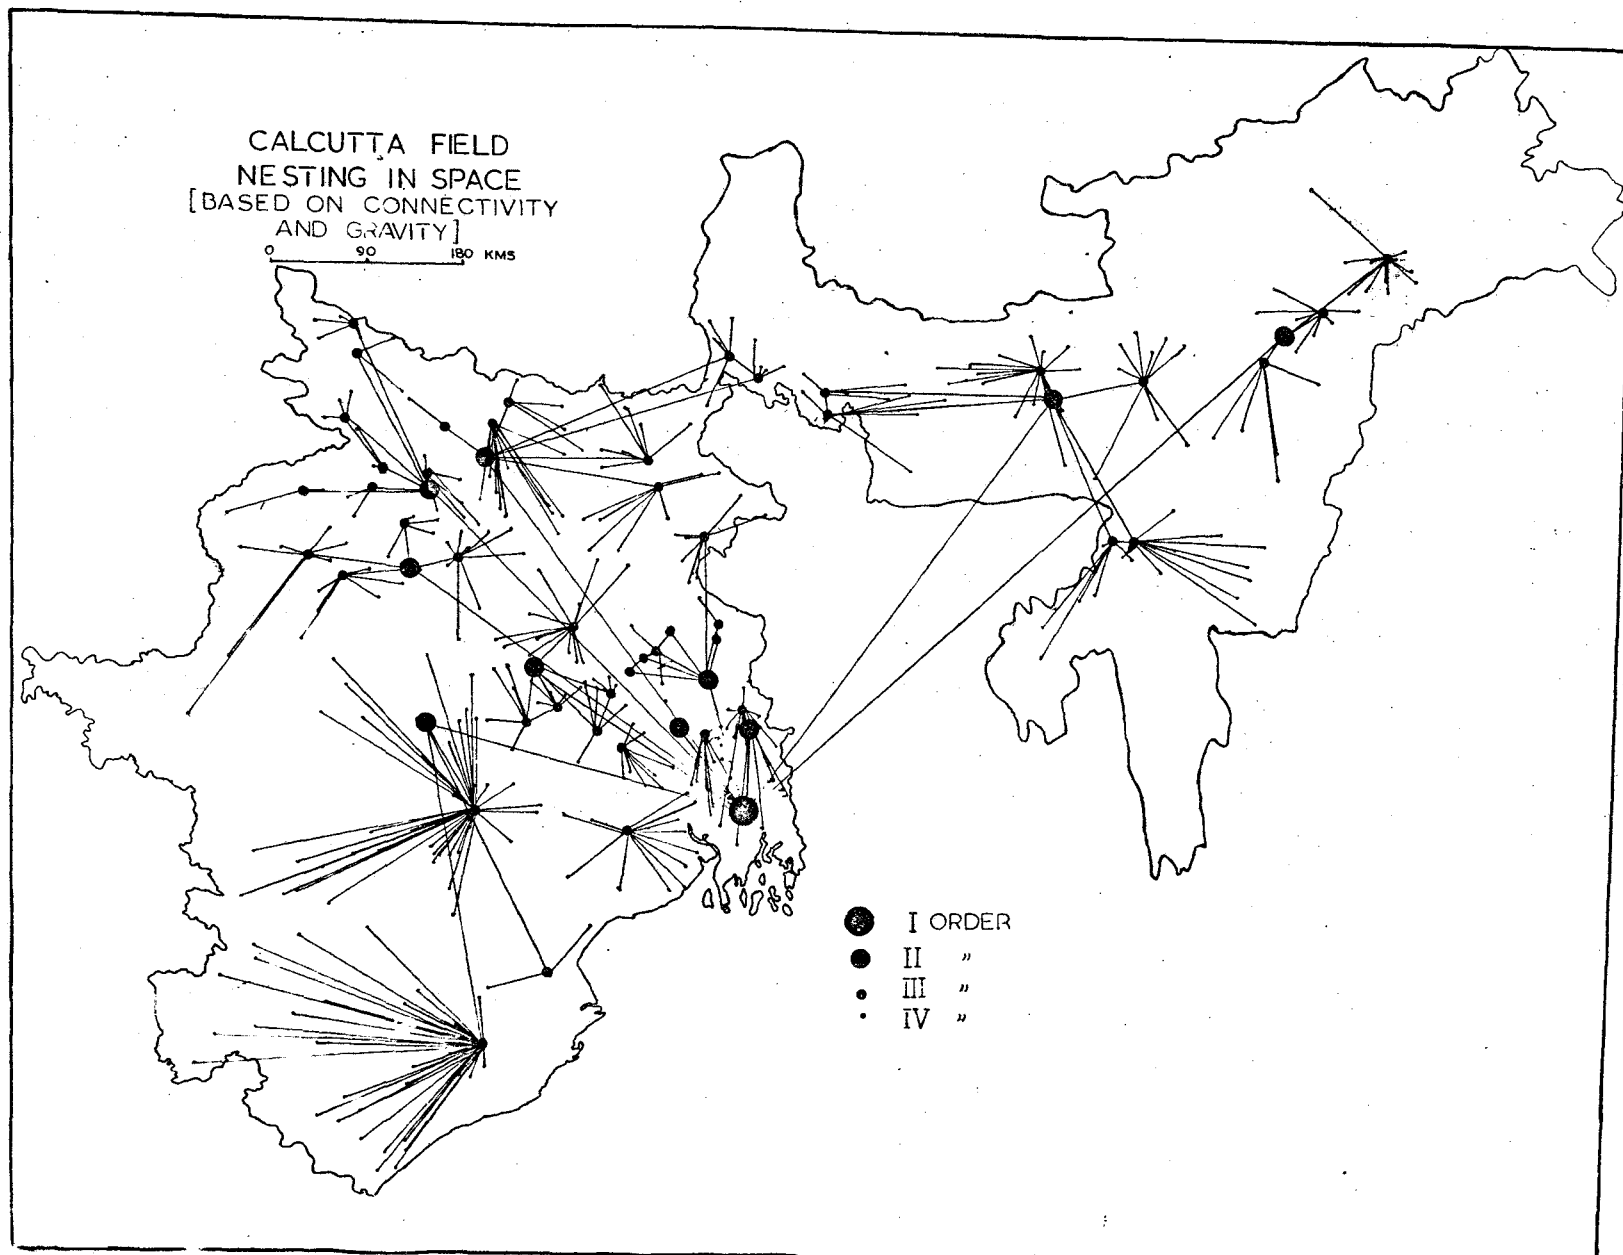 CALCUTTA FIELD
NESTING IN SPACE
[BASED ON CONNECTIVITY
AND GRAVITY]
0 90 180 KMS
I ORDER
II "
III "
IV "